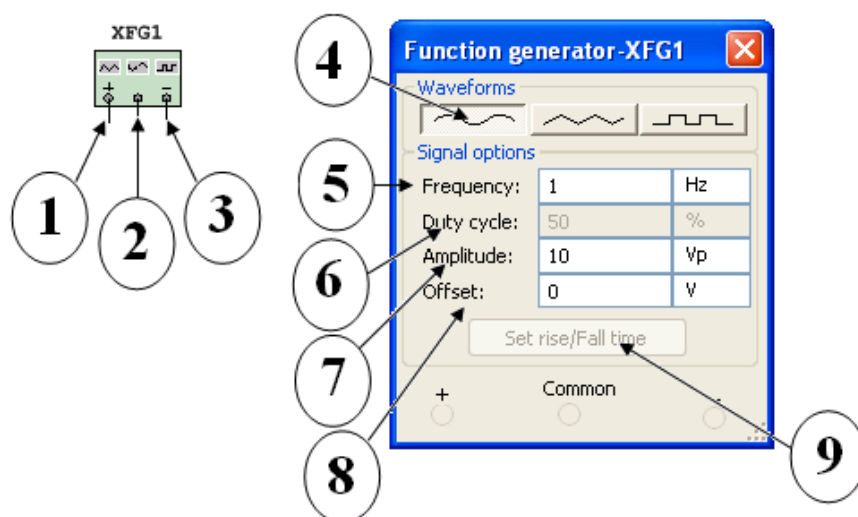 XFG1
+ -
1
2
3
4
5
6
7
8
9
Function generator-XFG1
Waveforms
Signal options
Frequency: 1 Hz
Duty cycle: 50 %
Amplitude: 10 Vp
Offset: 0 V
Set rise/Fall time
+ Common -